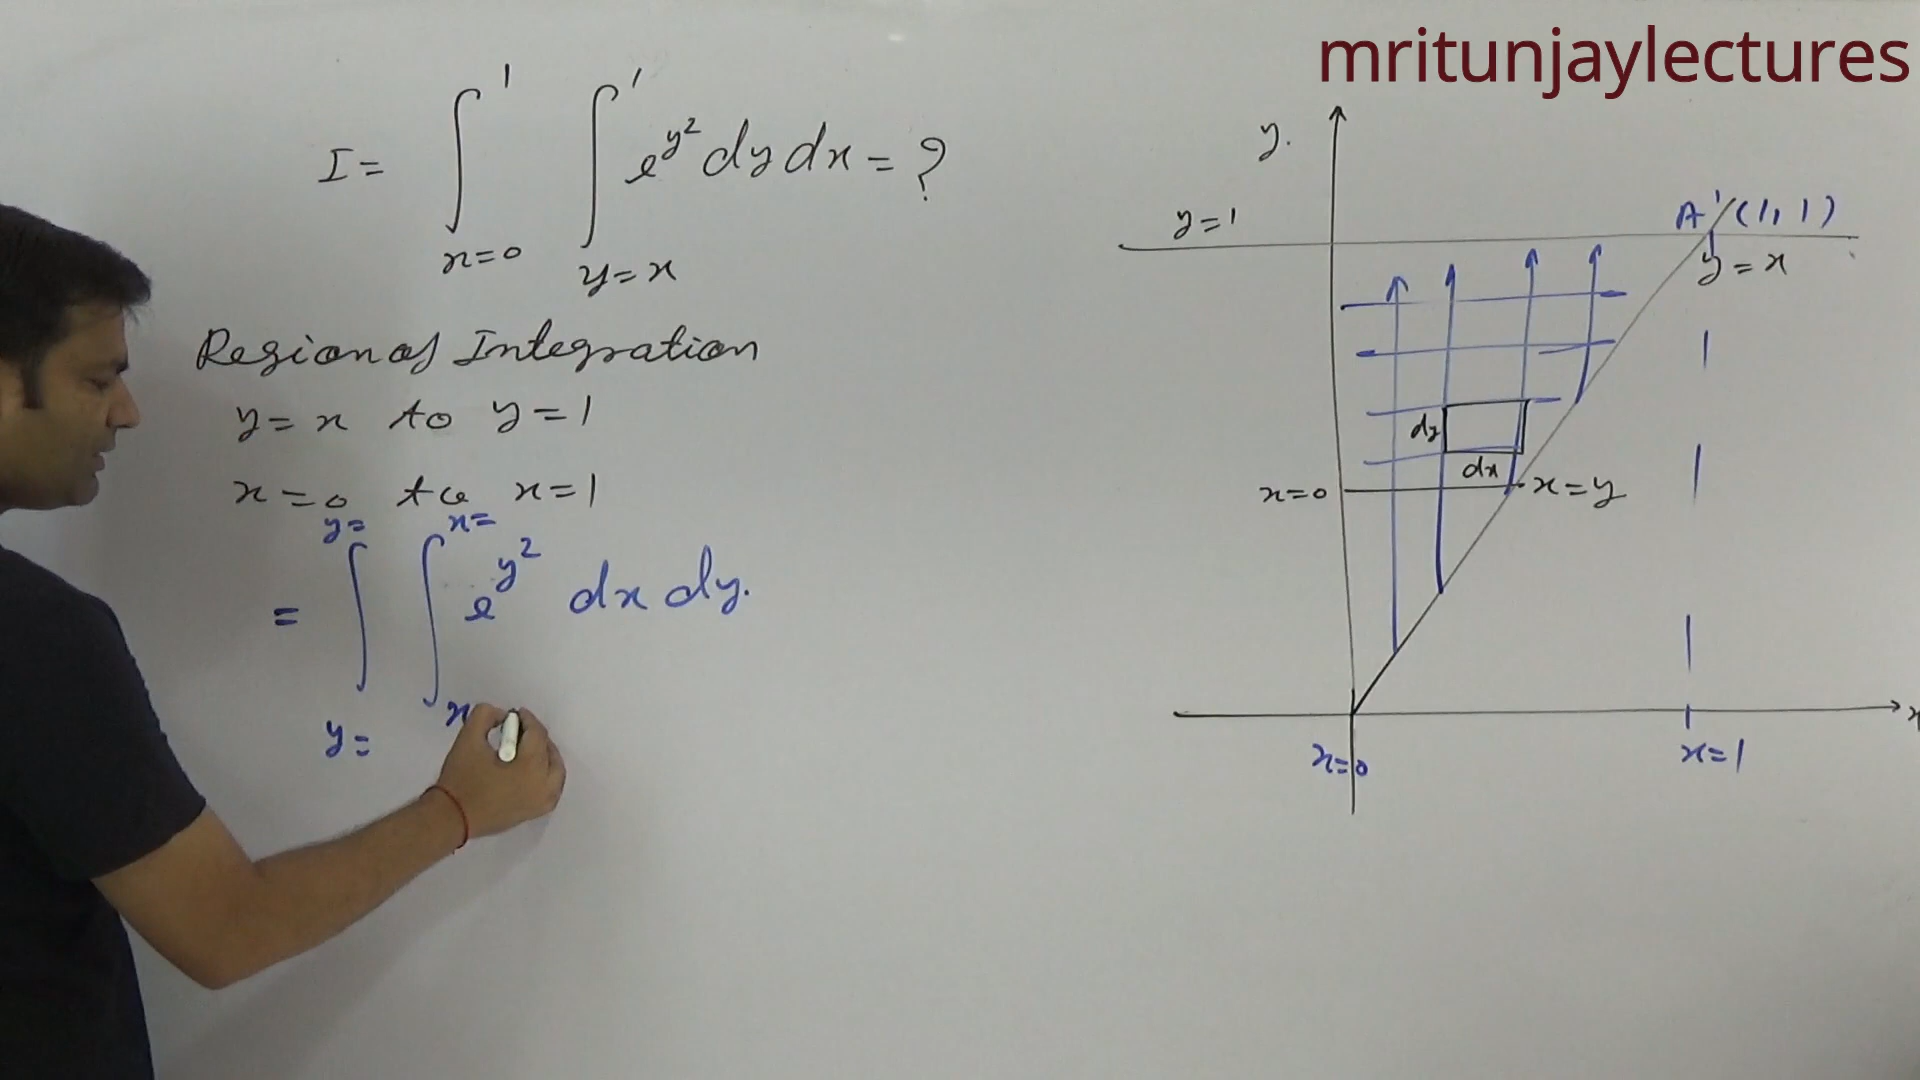 mritunjaylectures
I = ∫_{x=0}^{1} ∫_{y=x}^{1} e^{y²} dy dx = ?
Region of Integration
y = x to y = 1
x = 0 to x = 1
= ∫_{y=}^{y=} ∫_{x}^{x=} e^{y²} dx dy.
y.
y = 1
A (1, 1)
y = x
dy
dx
x=0
x = y
x=0
x=1
x